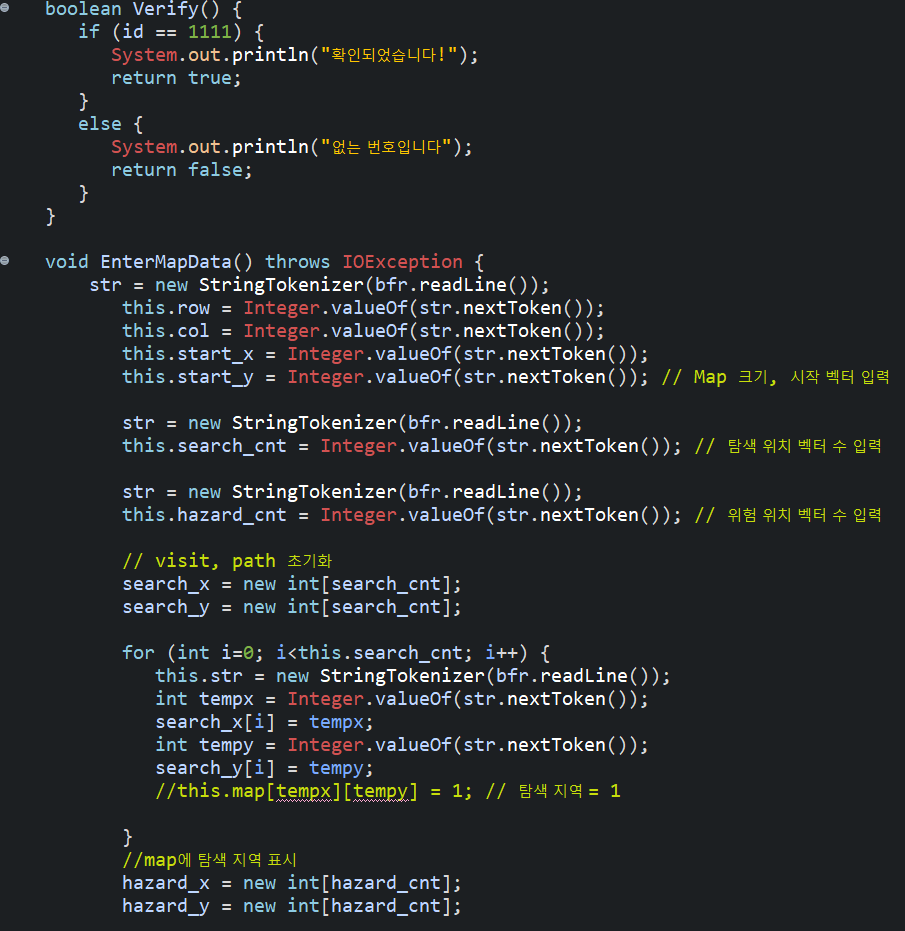 boolean Verify() {
if (id == 1111) {
System.out.println("확인되었습니다!");
return true;
}
else {
System.out.println("없는 번호입니다");
return false;
}
}
void EnterMapData() throws IOException {
str = new StringTokenizer(bfr.readLine());
this.row = Integer.valueOf(str.nextToken());
this.col = Integer.valueOf(str.nextToken());
this.start_x = Integer.valueOf(str.nextToken());
this.start_y = Integer.valueOf(str.nextToken()); // Map 크기, 시작 벡터 입력
str = new StringTokenizer(bfr.readLine());
this.search_cnt = Integer.valueOf(str.nextToken()); // 탐색 위치 벡터 수 입력
str = new StringTokenizer(bfr.readLine());
this.hazard_cnt = Integer.valueOf(str.nextToken()); // 위험 위치 벡터 수 입력
// visit, path 초기화
search_x = new int[search_cnt];
search_y = new int[search_cnt];
for (int i=0; i<this.search_cnt; i++) {
this.str = new StringTokenizer(bfr.readLine());
int tempx = Integer.valueOf(str.nextToken());
search_x[i] = tempx;
int tempy = Integer.valueOf(str.nextToken());
search_y[i] = tempy;
//this.map[tempx][tempy] = 1; // 탐색 지역 = 1
}
//map에 탐색 지역 표시
hazard_x = new int[hazard_cnt];
hazard_y = new int[hazard_cnt];